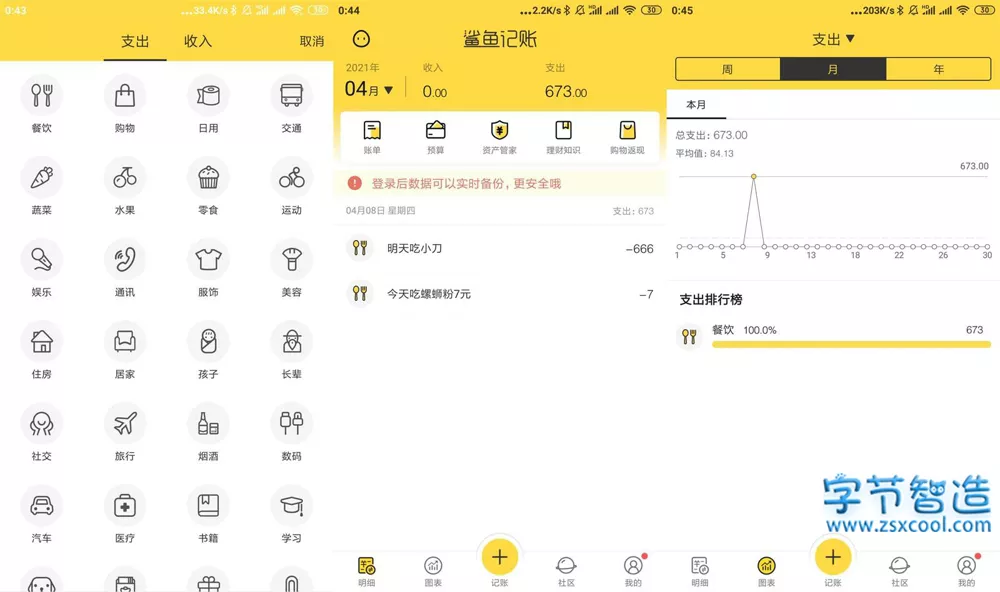 0:43
...33.4K/s
30
支出
收入
取消
餐饮
购物
日用
交通
蔬菜
水果
零食
运动
娱乐
通讯
服饰
美容
住房
居家
孩子
长辈
社交
旅行
烟酒
数码
汽车
医疗
书籍
学习
0:44
...2.2K/s
30
鲨鱼记账
2021年
收入
支出
04月▼
0.00
673.00
账单
预算
资产管家
理财知识
购物返现
登录后数据可以实时备份，更安全哦
04月08日 星期四
支出: 673
明天吃小刀
-666
今天吃螺蛳粉7元
-7
明细
图表
记账
社区
我的
0:45
...203K/s
30
支出▼
周
月
年
本月
总支出: 673.00
平均值: 84.13
673.00
1
5
9
13
18
22
26
30
支出排行榜
餐饮 100.0%
673
字节智造
www.zsxcool.com
明细
图表
记账
社区
我的